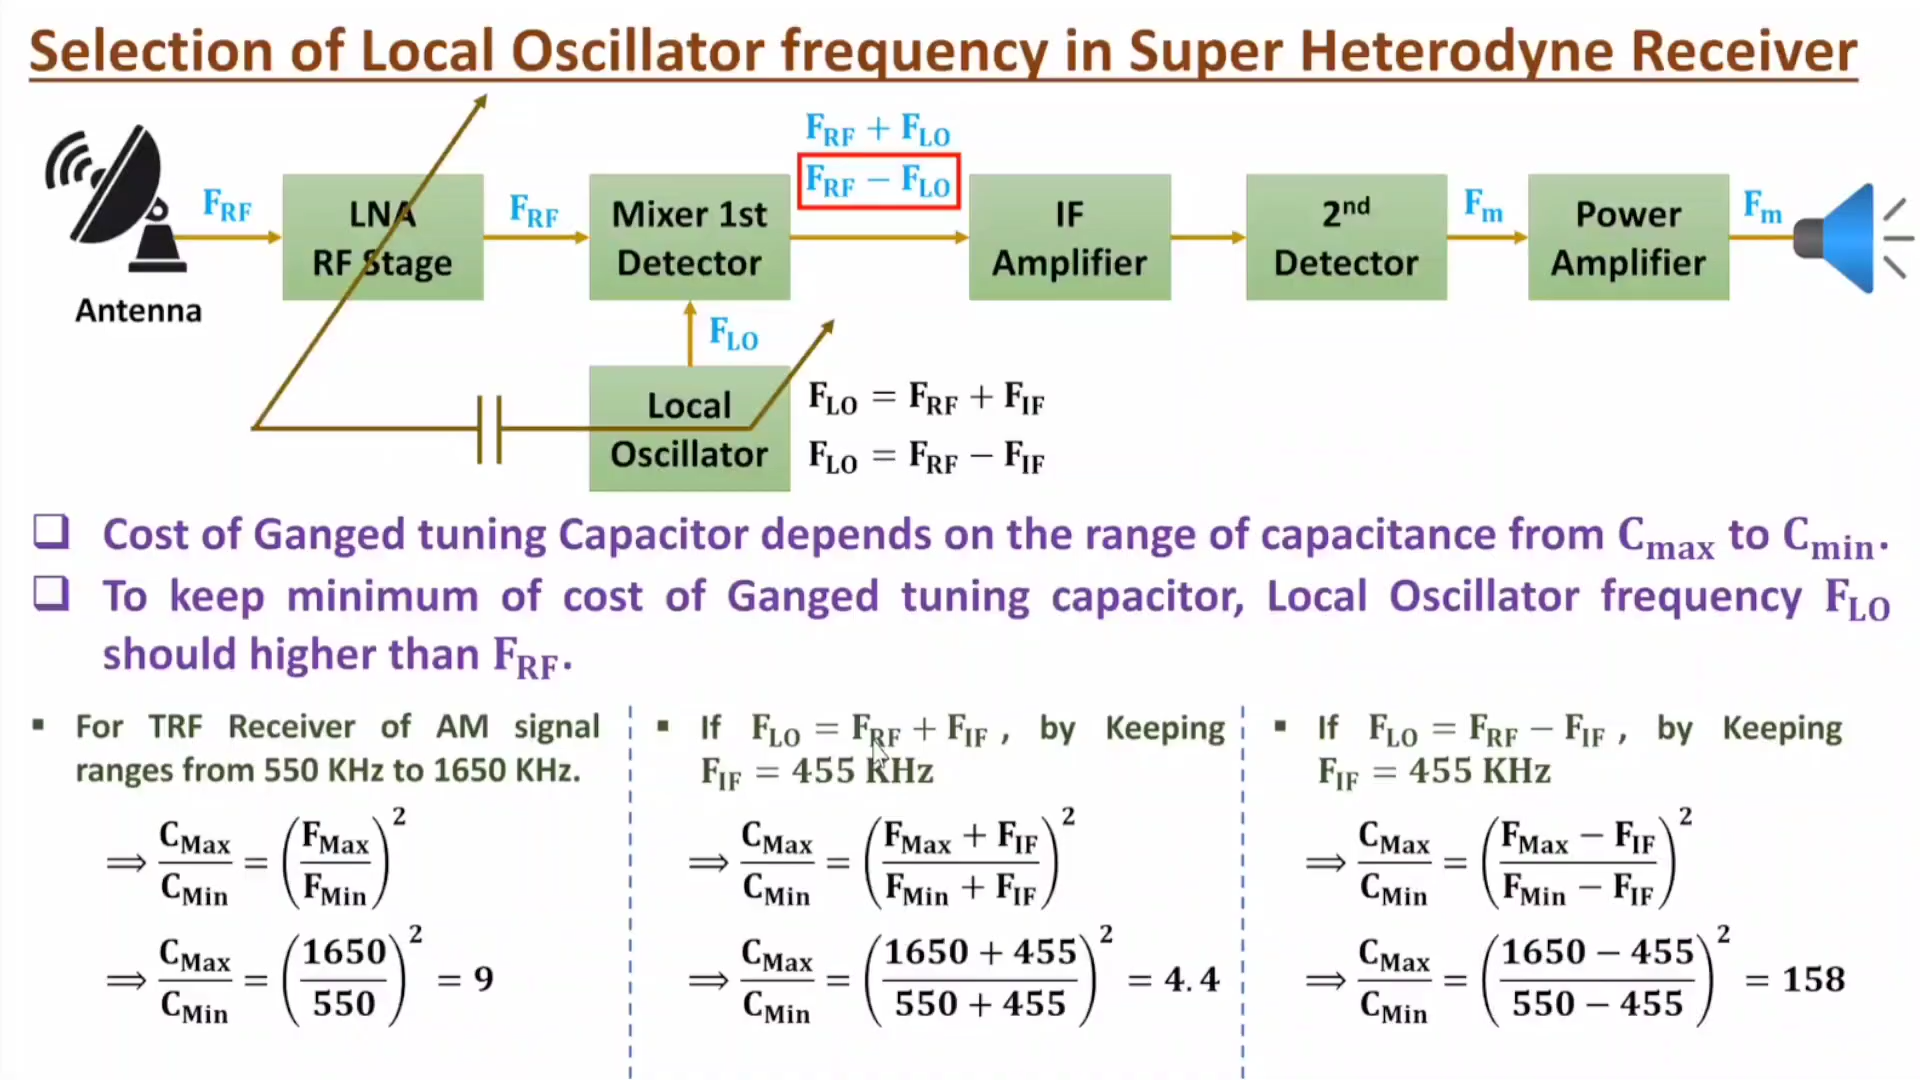 Selection of Local Oscillator frequency in Super Heterodyne Receiver
F_RF + F_LO
F_RF − F_LO
F_RF
LNA
RF Stage
F_RF
Mixer 1st
Detector
IF
Amplifier
2nd
Detector
F_m
Power
Amplifier
F_m
Antenna
F_LO
Local
Oscillator
F_LO = F_RF + F_IF
F_LO = F_RF − F_IF
❑ Cost of Ganged tuning Capacitor depends on the range of capacitance from C_max to C_min.
❑ To keep minimum of cost of Ganged tuning capacitor, Local Oscillator frequency F_LO
should higher than F_RF.
▪ For TRF Receiver of AM signal
ranges from 550 KHz to 1650 KHz.
⟹ C_Max / C_Min = (F_Max / F_Min)^2
⟹ C_Max / C_Min = (1650 / 550)^2 = 9
▪ If F_LO = F_RF + F_IF , by Keeping
F_IF = 455 KHz
⟹ C_Max / C_Min = (F_Max + F_IF / F_Min + F_IF)^2
⟹ C_Max / C_Min = (1650 + 455 / 550 + 455)^2 = 4.4
▪ If F_LO = F_RF − F_IF , by Keeping
F_IF = 455 KHz
⟹ C_Max / C_Min = (F_Max − F_IF / F_Min − F_IF)^2
⟹ C_Max / C_Min = (1650 − 455 / 550 − 455)^2 = 158